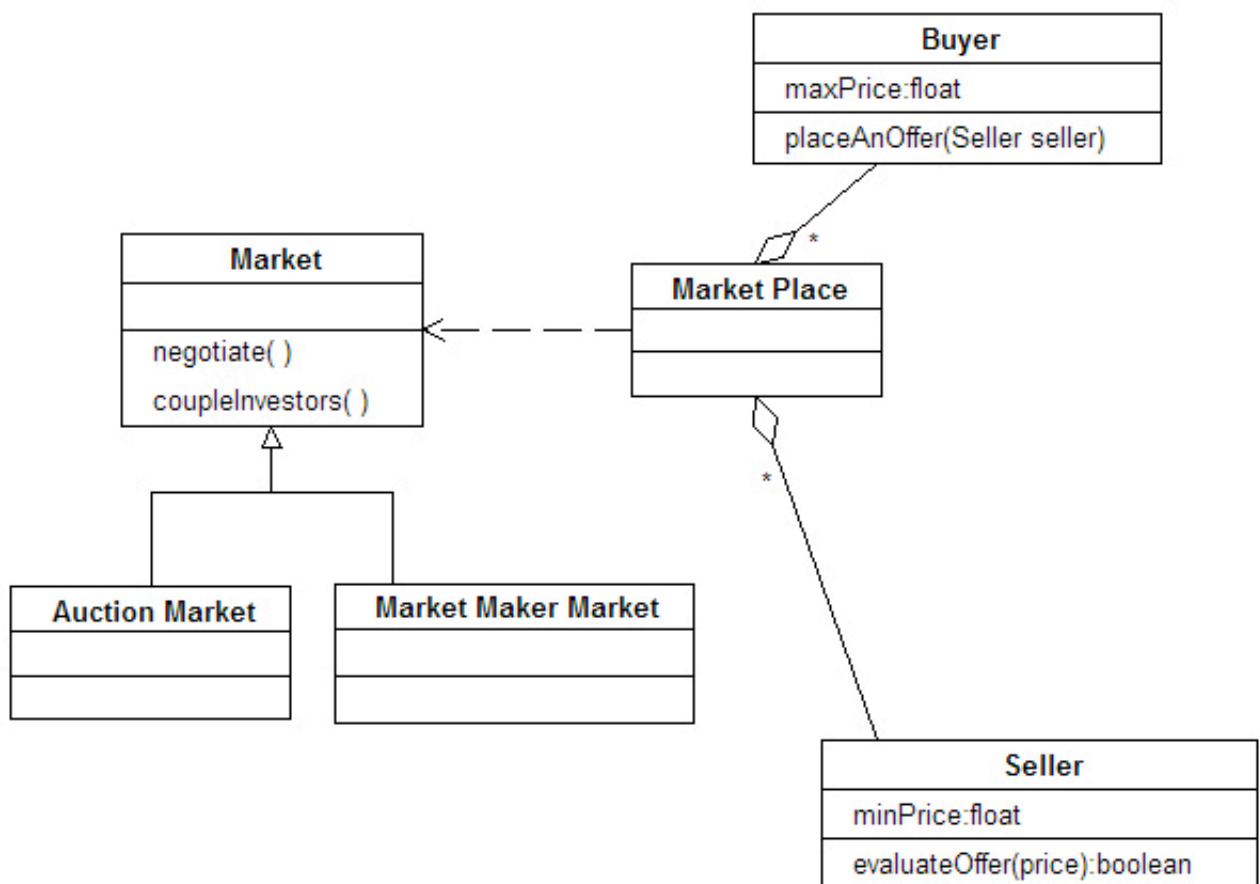 Buyer
maxPrice:float
placeAnOffer(Seller seller)
*
Market
negotiate( )
coupleInvestors( )
Market Place
*
Auction Market
Market Maker Market
Seller
minPrice:float
evaluateOffer(price):boolean